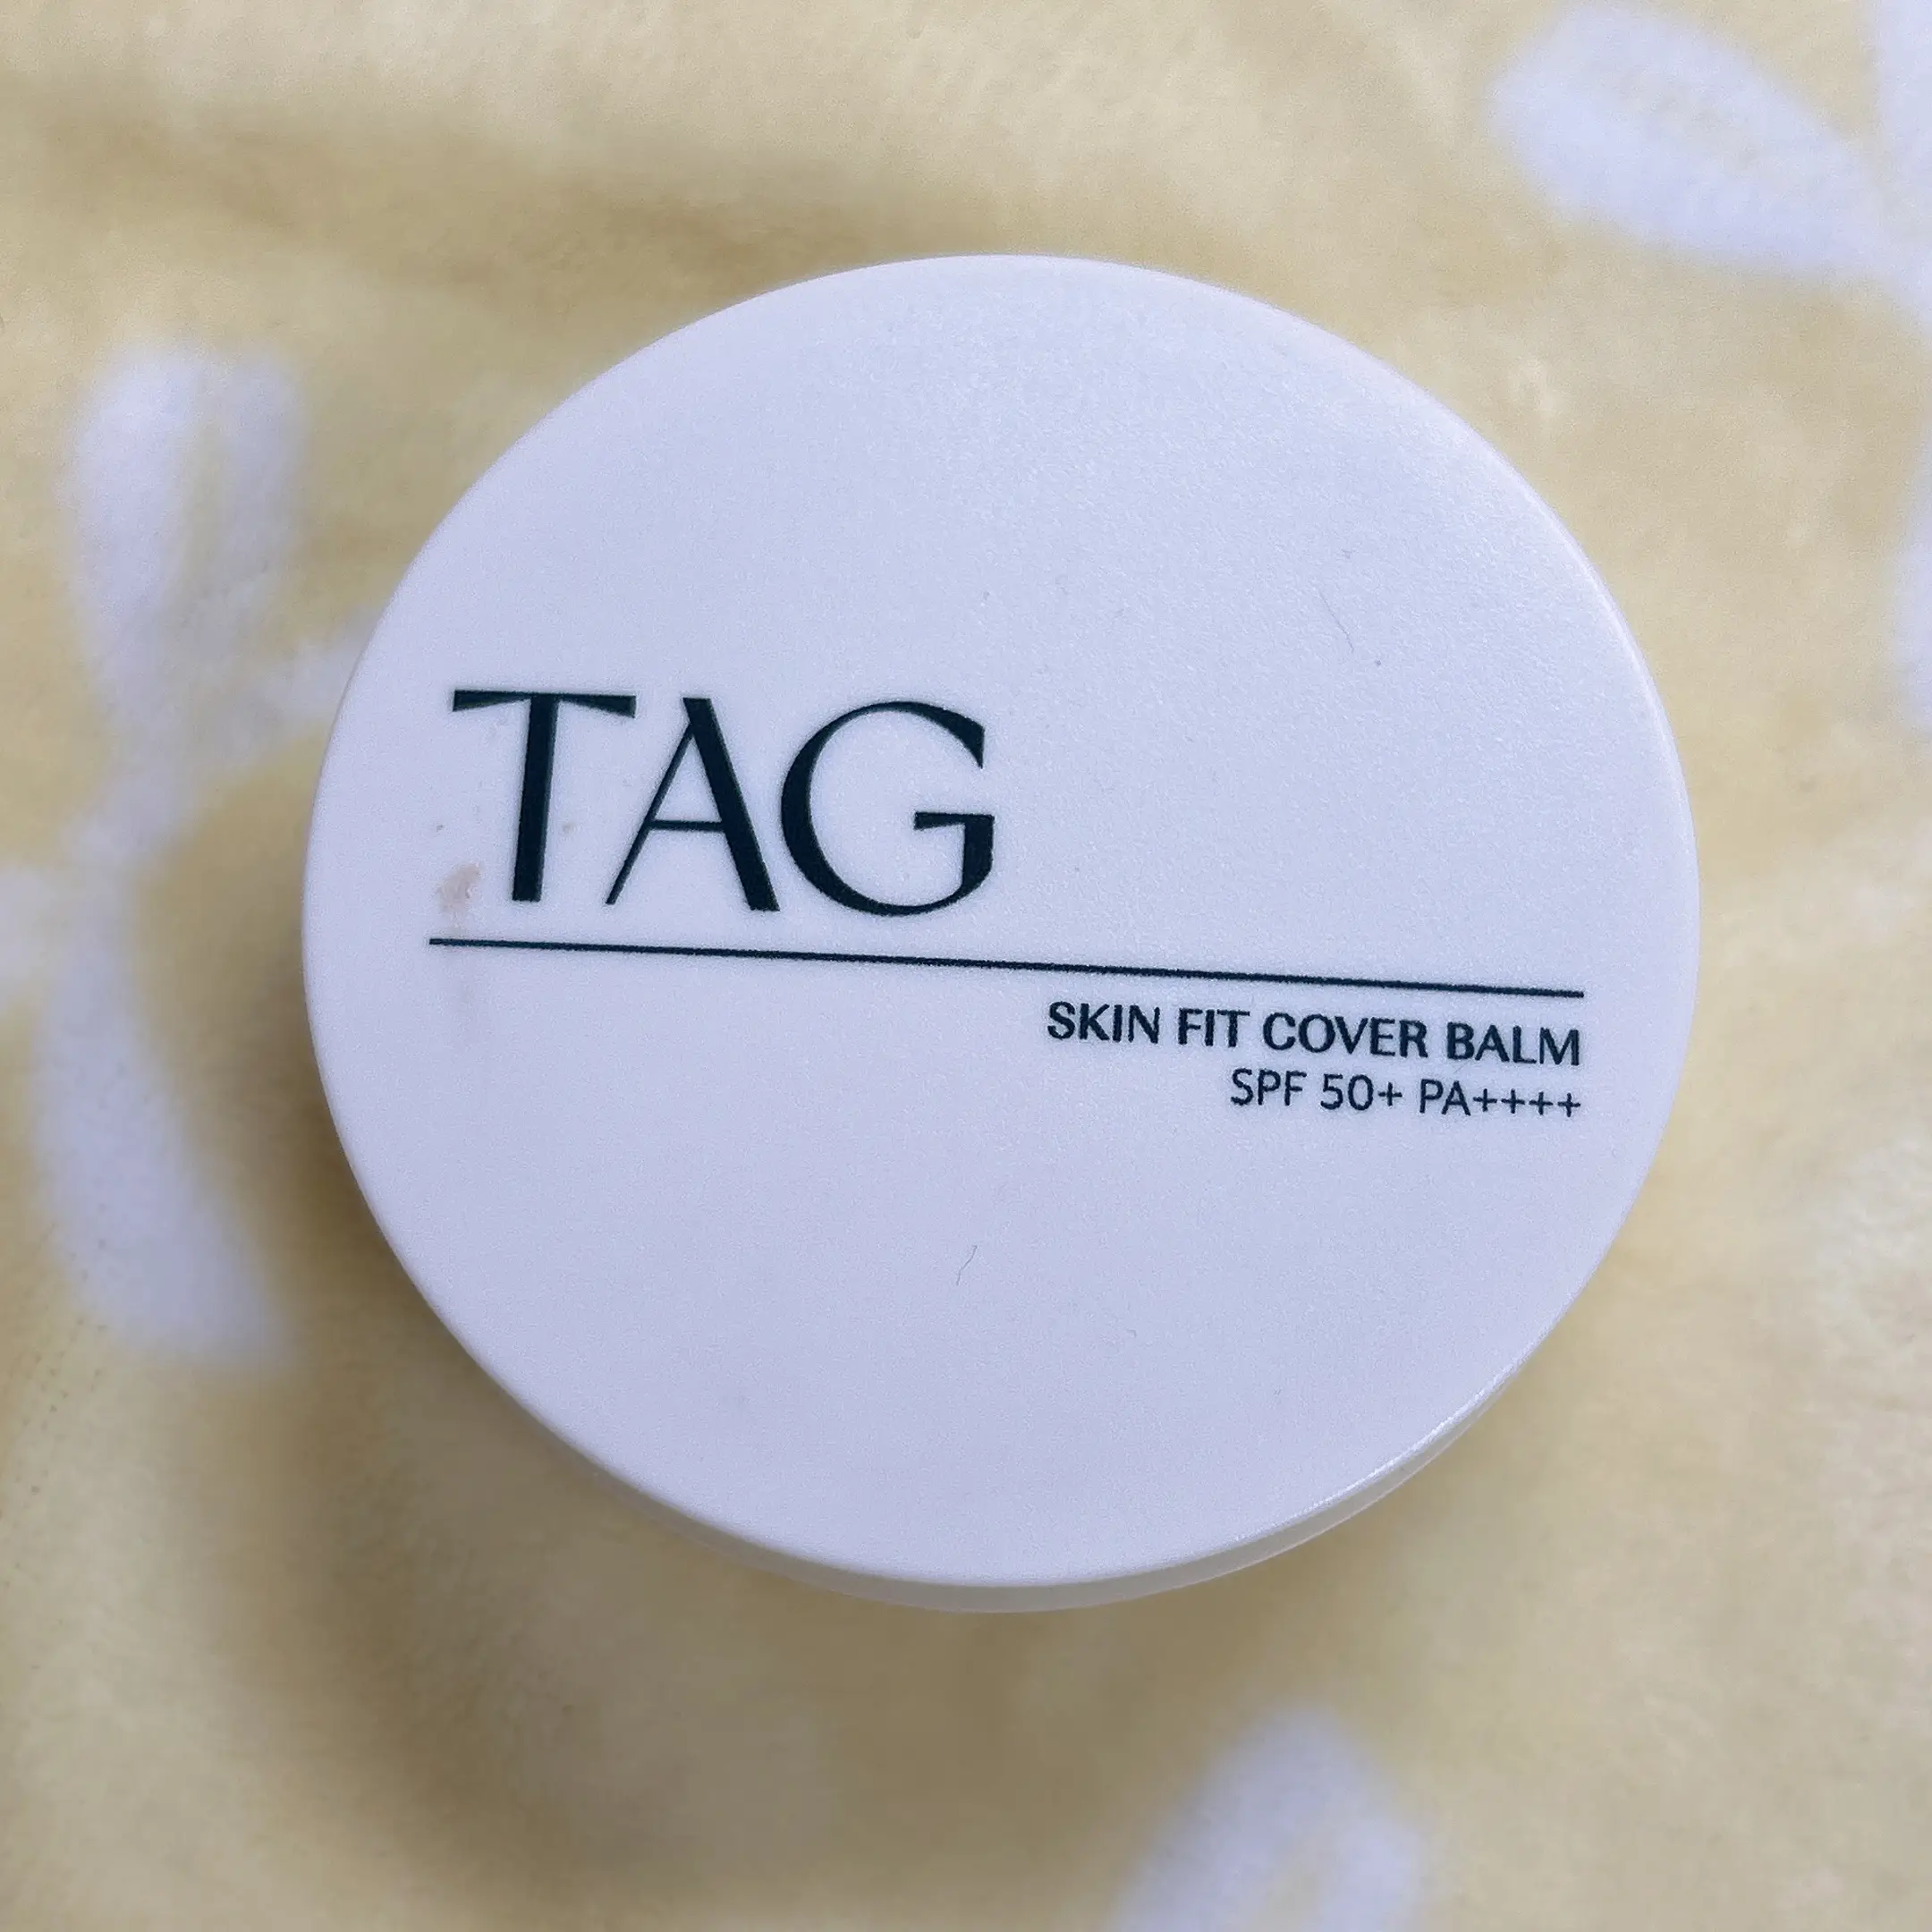 TAG
SKIN FIT COVER BALM
SPF 50+ PA++++